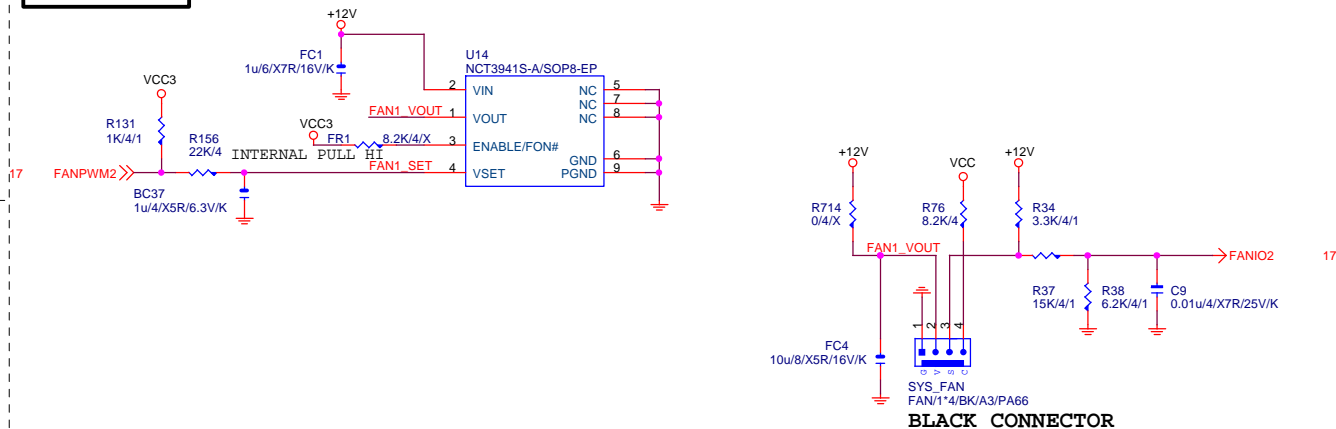 +12V
FC1
1u/6/X7R/16V/K
U14
NCT3941S-A/SOP8-EP
VCC3
2 VIN NC 5
NC 7
FAN1_VOUT 1 VOUT NC 8
R131
1K/4/1
R156
22K/4
VCC3
FR1 8.2K/4/X 3 ENABLE/FON#
INTERNAL PULL HI
GND 6
17 FANPWM2 FAN1_SET 4 VSET PGND 9
BC37
1u/4/X5R/6.3V/K
+12V
VCC
+12V
R714
0/4/X
R76
8.2K/4
R34
3.3K/4/1
FAN1_VOUT
FANIO2 17
R37
15K/4/1
R38
6.2K/4/1
C9
0.01u/4/X7R/25V/K
1 2 3 4
FC4
10u/8/X5R/16V/K
G V S C
SYS_FAN
FAN/1*4/BK/A3/PA66
BLACK CONNECTOR